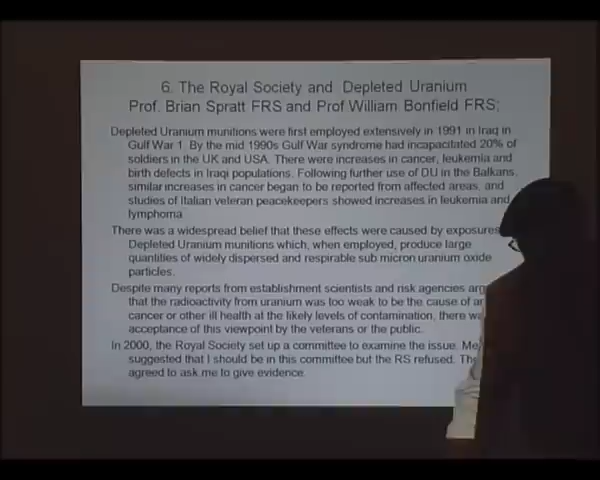 6. The Royal Society and Depleted Uranium
Prof. Brian Spratt FRS and Prof William Bonfield FRS;
Depleted Uranium munitions were first employed extensively in 1991 in Iraq in
Gulf War 1. By the mid 1990s Gulf War syndrome had incapacitated 20% of
soldiers in the UK and USA. There were increases in cancer, leukemia and
birth defects in Iraqi populations. Following further use of DU in the Balkans,
similar increases in cancer began to be reported from affected areas, and
studies of Italian veteran peacekeepers showed increases in leukemia and
lymphoma
There was a widespread belief that these effects were caused by exposures
Depleted Uranium munitions which, when employed, produce large
quantities of widely dispersed and respirable sub micron uranium oxide
particles.
Despite many reports from establishment scientists and risk agencies
that the radioactivity from uranium was too weak to be the cause of
cancer or other ill health at the likely levels of contamination, there
acceptance of this viewpoint by the veterans or the public.
In 2000, the Royal Society set up a committee to examine the issue.
suggested that I should be in this committee but the RS refused.
agreed to ask me to give evidence.